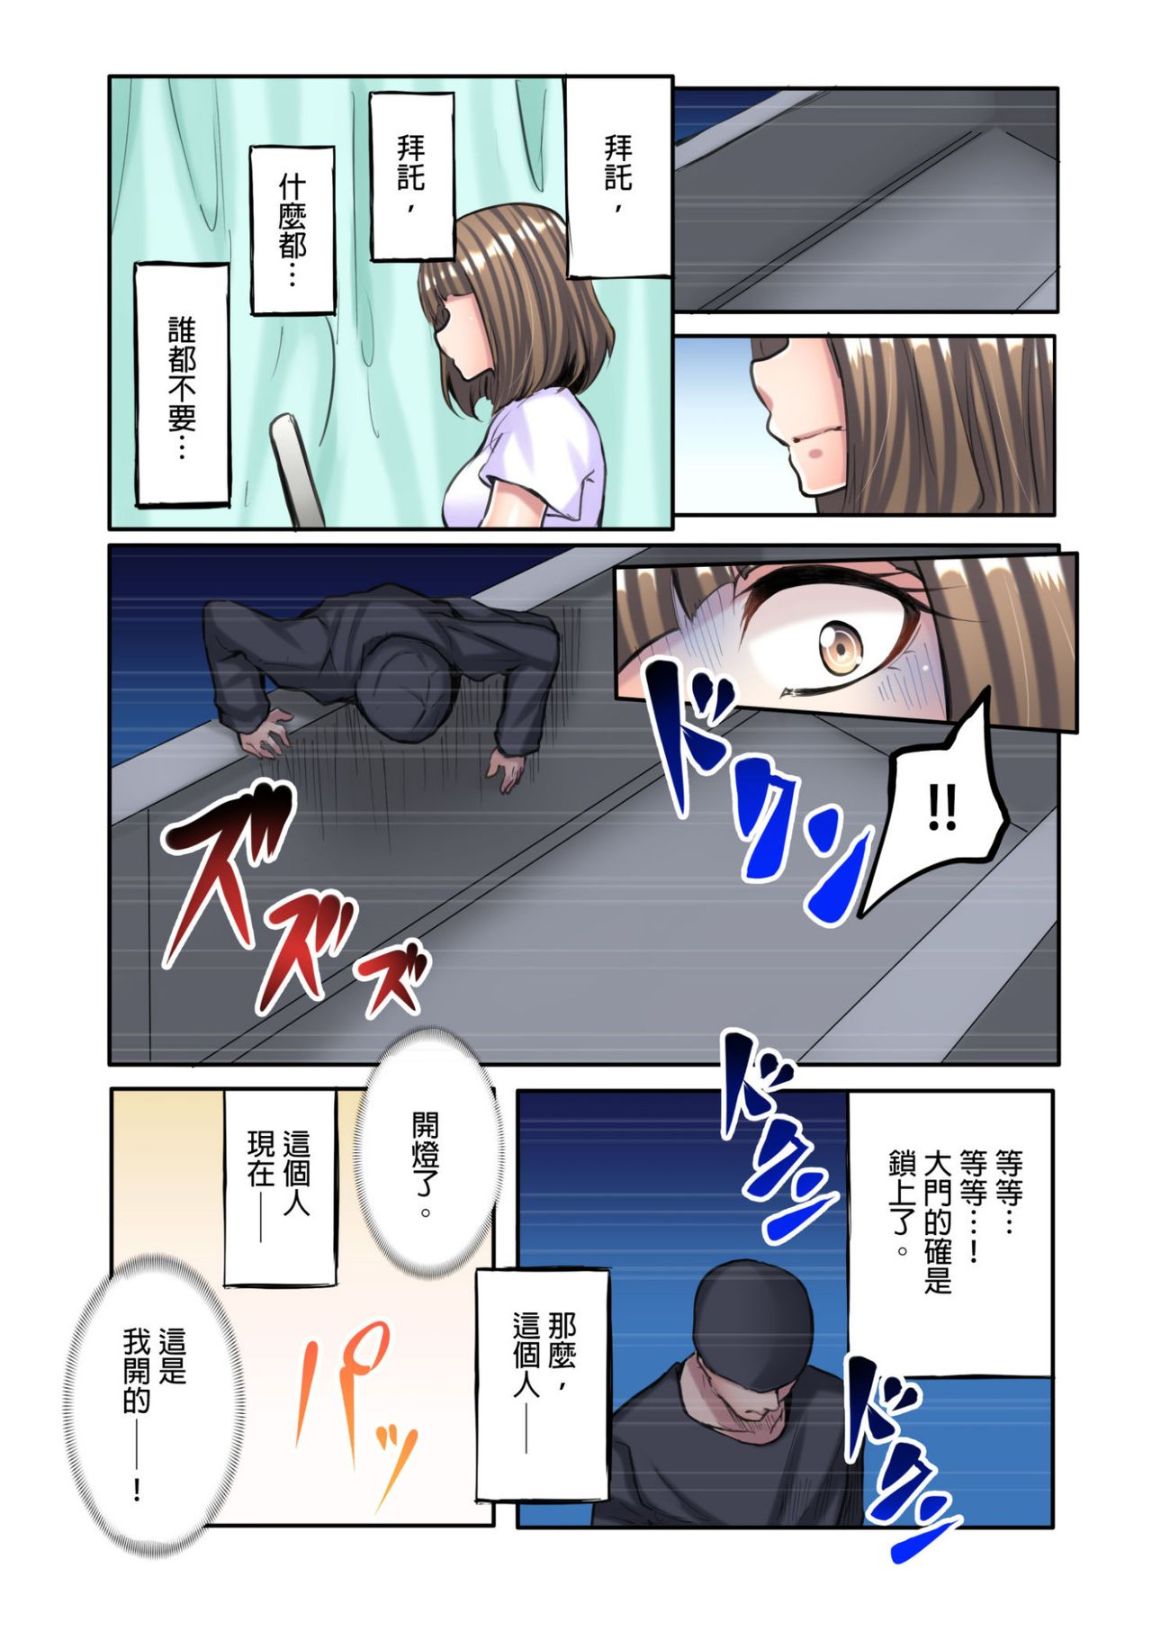 拜託，
拜託，
什麼都…
誰都不要…
!!
ドクン
ズズズ
等等…
等等…！
大門的確是
鎖上了。
ドクン
那麼，
這個人──
ドクン
開燈了。
這個人
現在──
パッ
這是
我開的──！